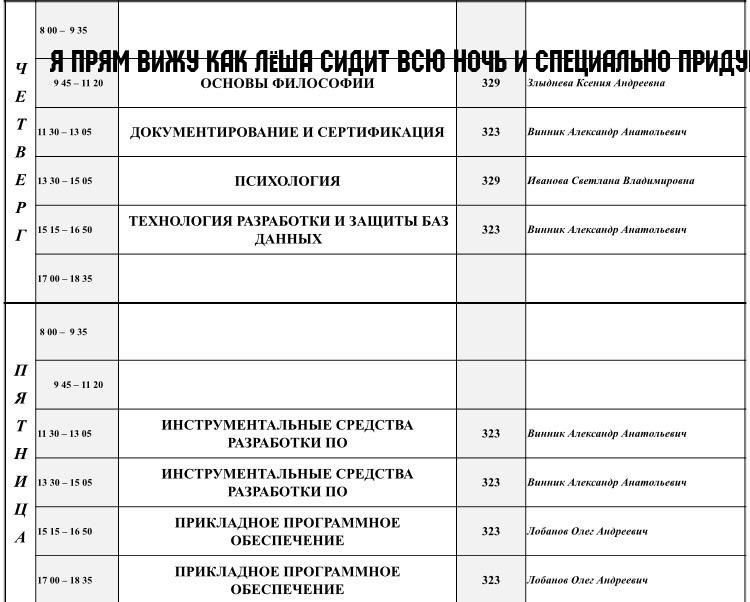 ЧЕТВЕРГ
8 00 – 9 35
Я ПРЯМ ВИЖУ КАК ЛЁША СИДИТ ВСЮ НОЧЬ И СПЕЦИАЛЬНО
9 45 – 11 20 ОСНОВЫ ФИЛОСОФИИ 329 Злыднева Ксения Андреевна
11 30 – 13 05 ДОКУМЕНТИРОВАНИЕ И СЕРТИФИКАЦИЯ 323 Винник Александр Анатольевич
13 30 – 15 05 ПСИХОЛОГИЯ 329 Иванова Светлана Владимировна
15 15 – 16 50 ТЕХНОЛОГИЯ РАЗРАБОТКИ И ЗАЩИТЫ БАЗ
ДАННЫХ 323 Винник Александр Анатольевич
17 00 – 18 35
ПЯТНИЦА
8 00 – 9 35
9 45 – 11 20
11 30 – 13 05 ИНСТРУМЕНТАЛЬНЫЕ СРЕДСТВА
РАЗРАБОТКИ ПО 323 Винник Александр Анатольевич
13 30 – 15 05 ИНСТРУМЕНТАЛЬНЫЕ СРЕДСТВА
РАЗРАБОТКИ ПО 323 Винник Александр Анатольевич
15 15 – 16 50 ПРИКЛАДНОЕ ПРОГРАММНОЕ
ОБЕСПЕЧЕНИЕ 323 Лобанов Олег Андреевич
17 00 – 18 35 ПРИКЛАДНОЕ ПРОГРАММНОЕ
ОБЕСПЕЧЕНИЕ 323 Лобанов Олег Андреевич